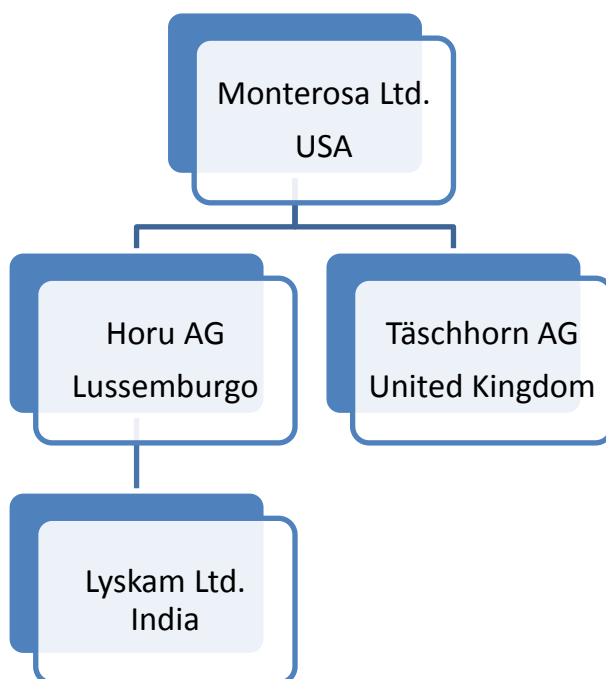 Monterosa Ltd.
USA
Horu AG
Lussemburgo
Täschhorn AG
United Kingdom
Lyskam Ltd.
India